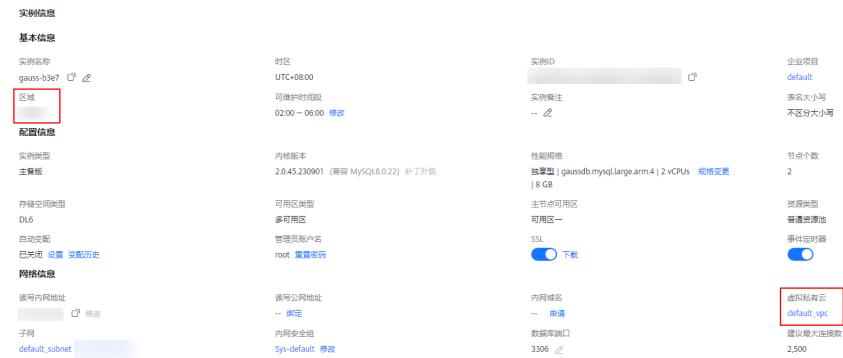 实例信息
基本信息
实例名称 时区 实例ID 企业项目
gauss-b3e7 UTC+08:00 default
区域 可维护时间段 实例备注 表名大小写
02:00 — 06:00 修改 -- 不区分大小写
配置信息
实例类型 内核版本 性能规格 节点个数
主备版 2.0.45.230901 (兼容 MySQL8.0.22) 补丁升级 独享型 | gaussdb.mysql.large.arm.4 | 2 vCPUs 规格变更 2
| 8 GB
存储空间类型 可用区类型 主节点可用区 资源类型
DL6 多可用区 可用区一 普通资源池
自动变配 管理员账户名 SSL 事件定时器
已关闭 设置 变配历史 root 重置密码 下载
网络信息
读写内网地址 读写公网地址 内网域名 虚拟私有云
修改 -- 绑定 -- 申请 default_vpc
子网 内网安全组 数据库端口 建议最大连接数
default_subnet Sys-default 修改 3306 2,500